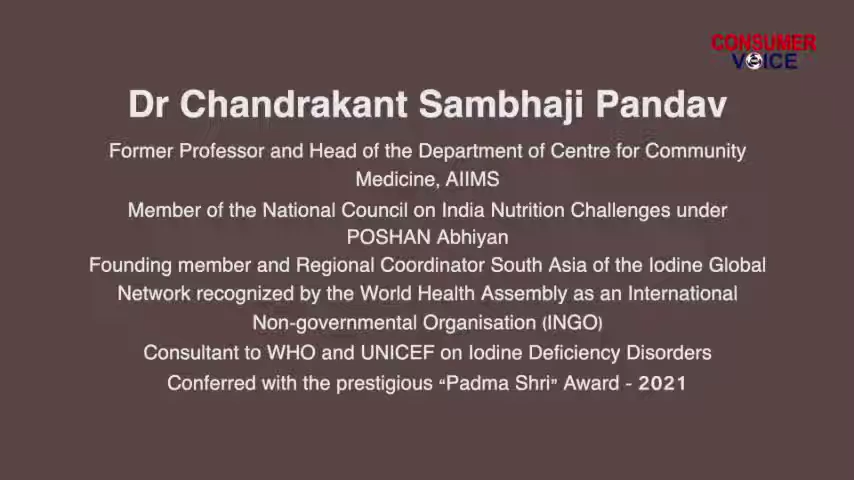 CONSUMER
VOICE
Dr Chandrakant Sambhaji Pandav
Former Professor and Head of the Department of Centre for Community
Medicine, AIIMS
Member of the National Council on India Nutrition Challenges under
POSHAN Abhiyan
Founding member and Regional Coordinator South Asia of the Iodine Global
Network recognized by the World Health Assembly as an International
Non-governmental Organisation (INGO)
Consultant to WHO and UNICEF on Iodine Deficiency Disorders
Conferred with the prestigious “Padma Shri” Award - 2021